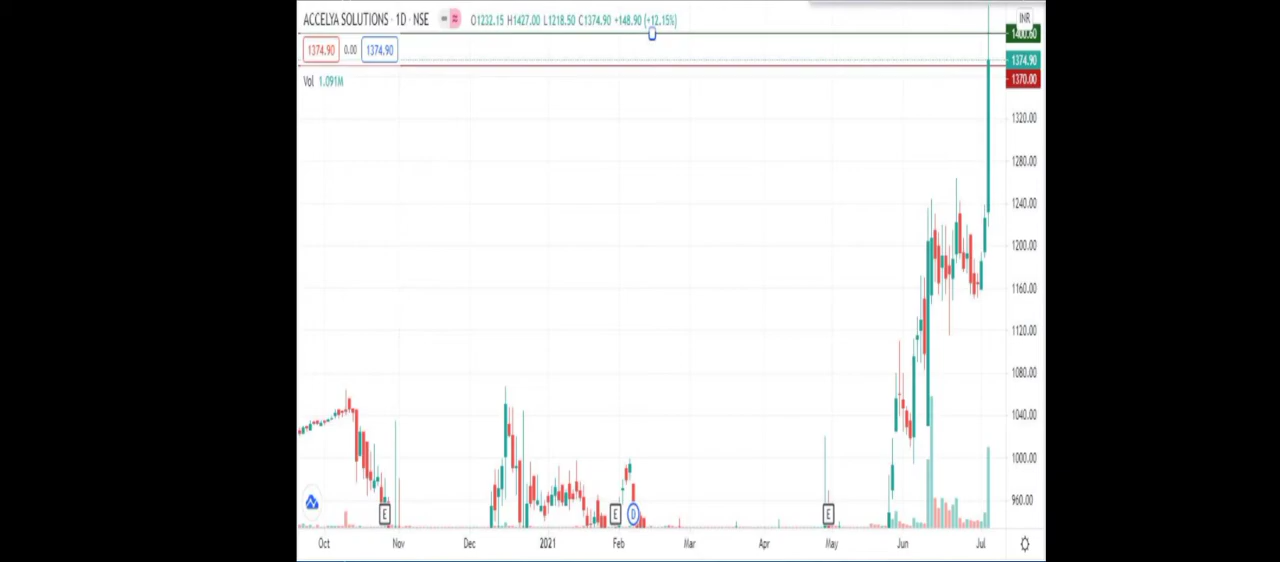 ACCELYA SOLUTIONS · 1D · NSE O1232.15 H1427.00 L1218.50 C1374.90 +148.90 (+12.15%)
INR
1400.60
1374.90 0.00 1374.90
1374.90
1370.00
Vol 1.091M
1320.00
1280.00
1240.00
1200.00
1160.00
1120.00
1080.00
1040.00
1000.00
960.00
E E D E
Oct Nov Dec 2021 Feb Mar Apr May Jun Jul